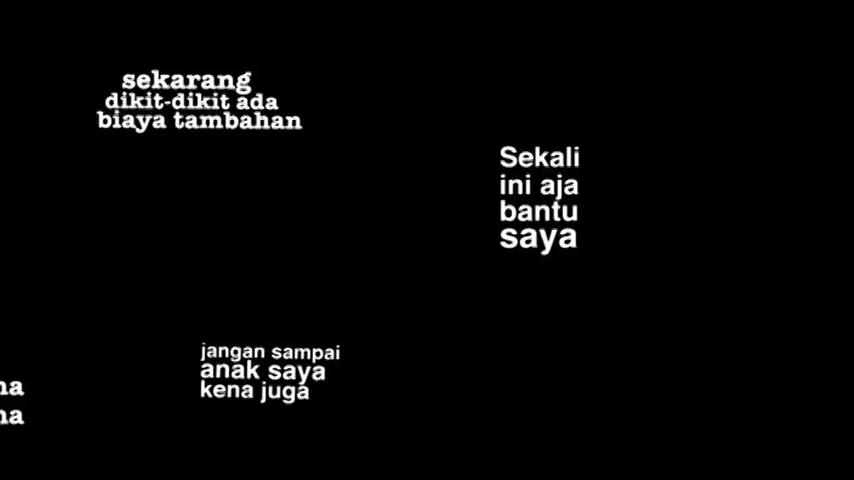 sekarang
dikit-dikit ada
biaya tambahan
Sekali
ini aja
bantu
saya
jangan sampai
anak saya
kena juga